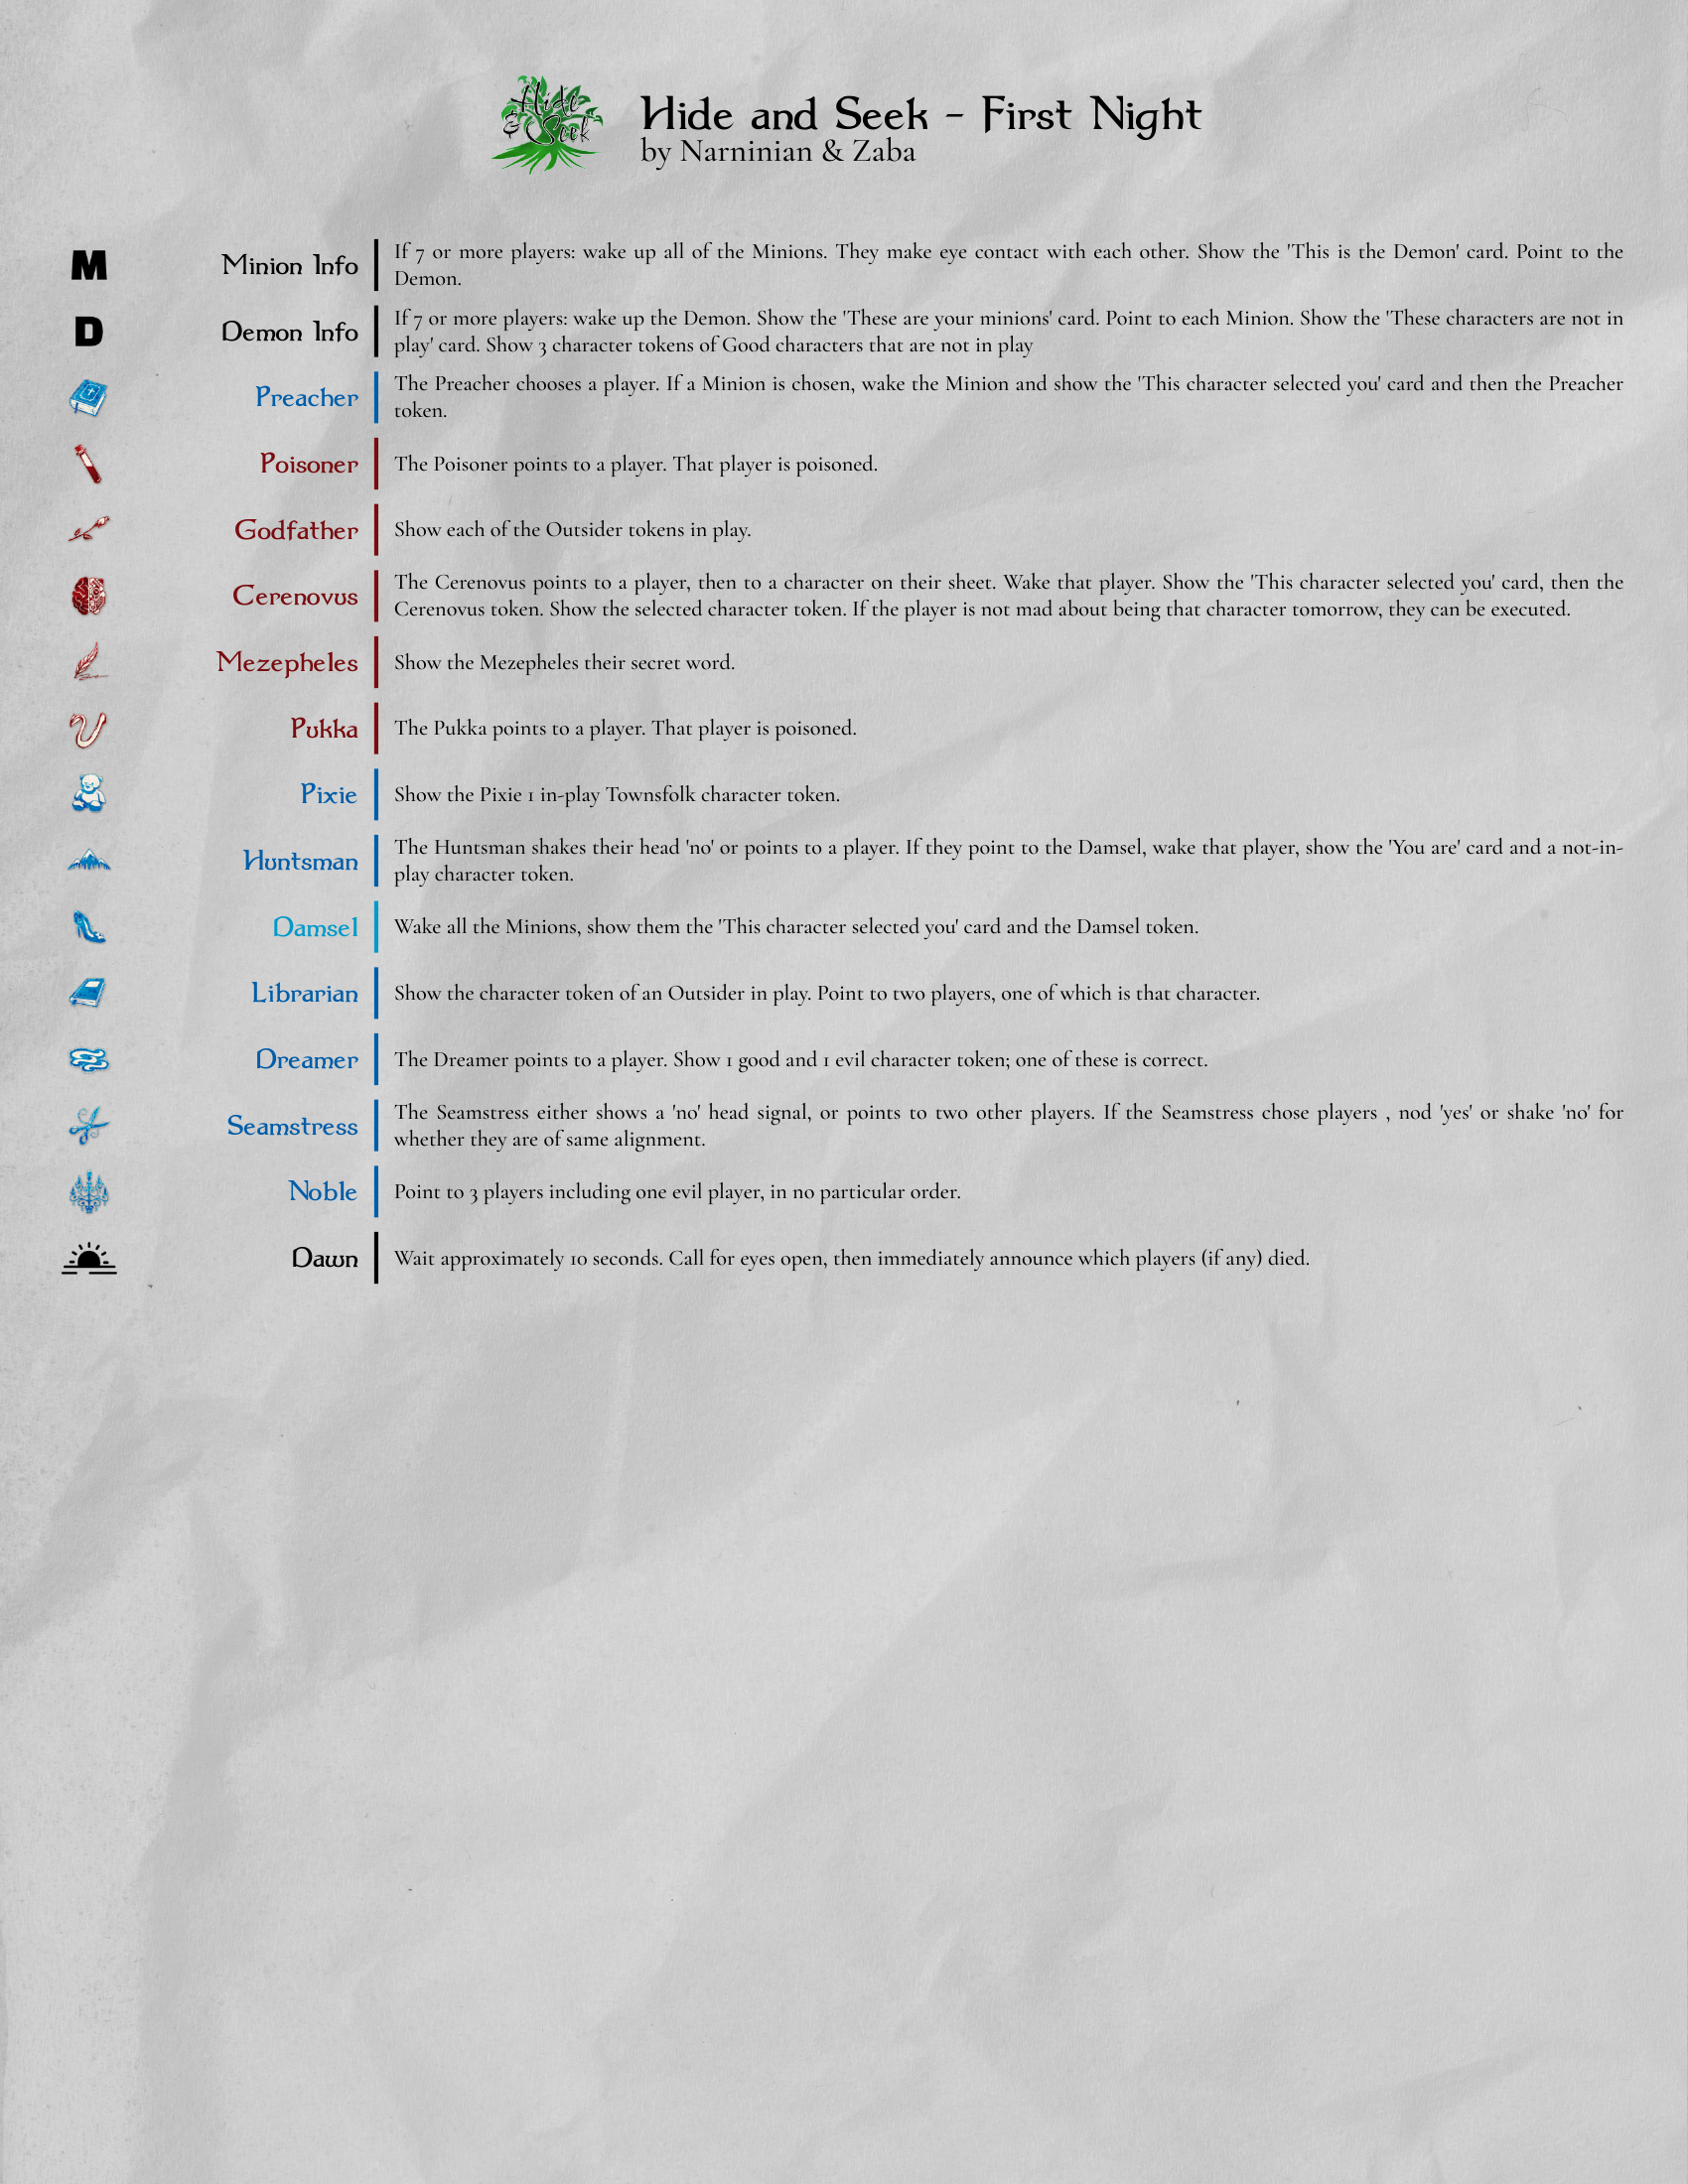 Hide
& Seek
Hide and Seek - First Night
by Narninian & Zaba
M
Minion Info
If 7 or more players: wake up all of the Minions. They make eye contact with each other. Show the 'This is the Demon' card. Point to the
Demon.
D
Demon Info
If 7 or more players: wake up the Demon. Show the 'These are your minions' card. Point to each Minion. Show the 'These characters are not in
play' card. Show 3 character tokens of Good characters that are not in play
Preacher
The Preacher chooses a player. If a Minion is chosen, wake the Minion and show the 'This character selected you' card and then the Preacher
token.
Poisoner
The Poisoner points to a player. That player is poisoned.
Godfather
Show each of the Outsider tokens in play.
Cerenovus
The Cerenovus points to a player, then to a character on their sheet. Wake that player. Show the 'This character selected you' card, then the
Cerenovus token. Show the selected character token. If the player is not mad about being that character tomorrow, they can be executed.
Mezepheles
Show the Mezepheles their secret word.
Pukka
The Pukka points to a player. That player is poisoned.
Pixie
Show the Pixie 1 in-play Townsfolk character token.
Huntsman
The Huntsman shakes their head 'no' or points to a player. If they point to the Damsel, wake that player, show the 'You are' card and a not-in-
play character token.
Damsel
Wake all the Minions, show them the 'This character selected you' card and the Damsel token.
Librarian
Show the character token of an Outsider in play. Point to two players, one of which is that character.
Dreamer
The Dreamer points to a player. Show 1 good and 1 evil character token; one of these is correct.
Seamstress
The Seamstress either shows a 'no' head signal, or points to two other players. If the Seamstress chose players , nod 'yes' or shake 'no' for
whether they are of same alignment.
Noble
Point to 3 players including one evil player, in no particular order.
Dawn
Wait approximately 10 seconds. Call for eyes open, then immediately announce which players (if any) died.